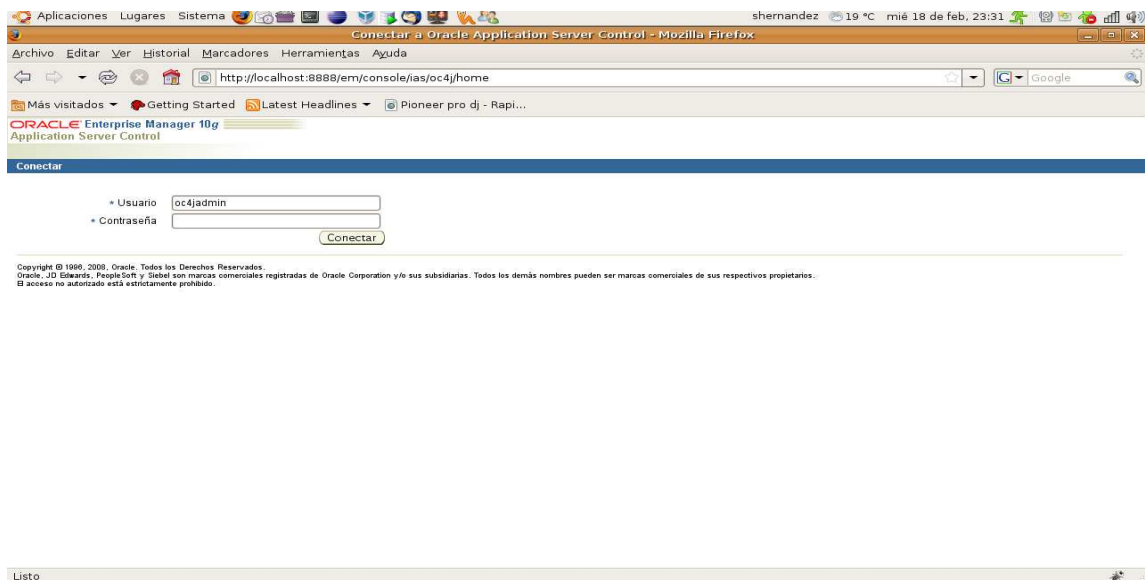 Aplicaciones Lugares Sistema shernandez 19 °C mié 18 de feb, 23:31
Conectar a Oracle Application Server Control - Mozilla Firefox
Archivo Editar Ver Historial Marcadores Herramientas Ayuda
http://localhost:8888/em/console/ias/oc4j/home G Google
Más visitados Getting Started Latest Headlines Pioneer pro dj - Rapi...
ORACLE Enterprise Manager 10g
Application Server Control
Conectar
* Usuario oc4jadmin
* Contraseña
Conectar
Copyright © 1996, 2008, Oracle. Todos los Derechos Reservados.
Oracle, JD Edwards, PeopleSoft y Siebel son marcas comerciales registradas de Oracle Corporation y/o sus subsidiarias. Todos los demás nombres pueden ser marcas comerciales de sus respectivos propietarios.
El acceso no autorizado está estrictamente prohibido.
Listo